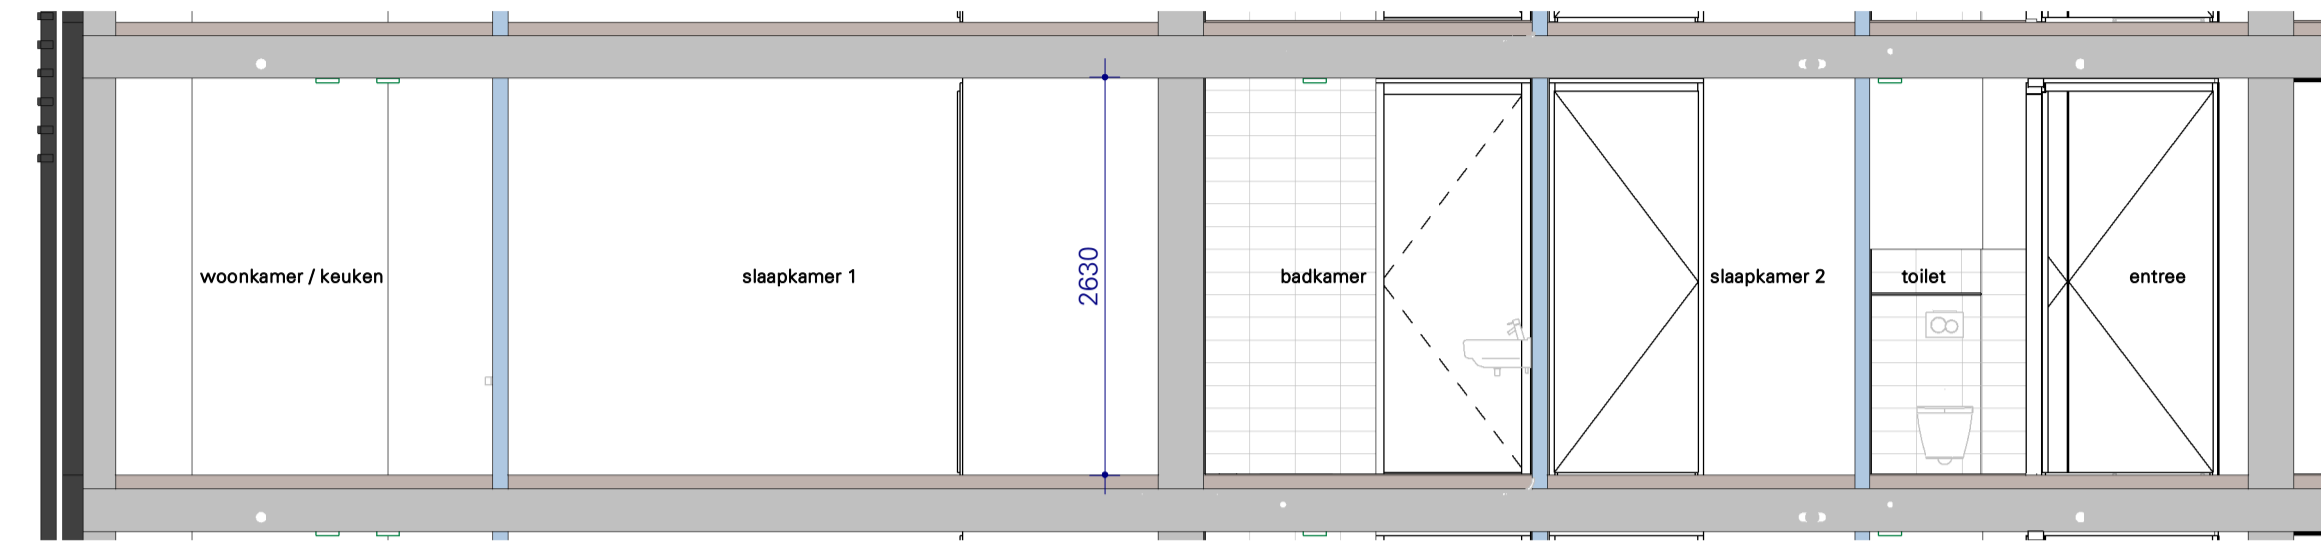 woonkamer / keuken
slaapkamer 1
2630
badkamer
slaapkamer 2
toilet
entree